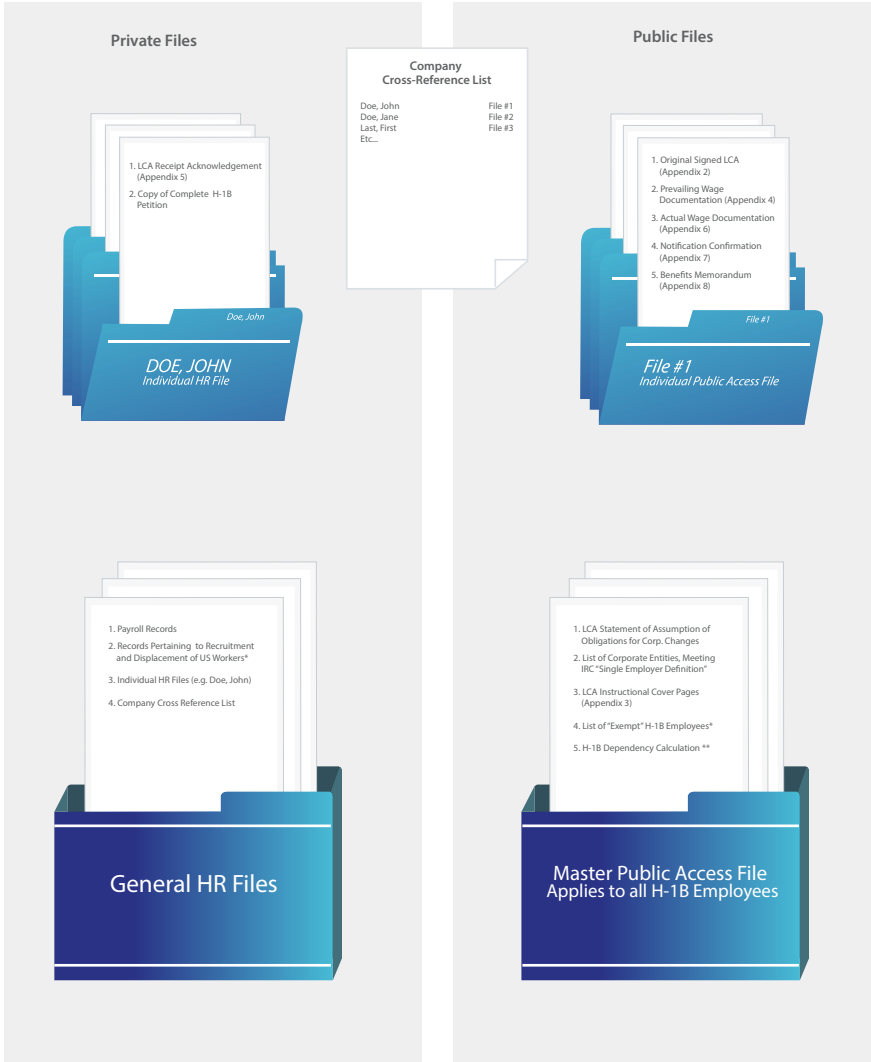 Private Files
Public Files
Company
Cross-Reference List
Doe, John File #1
Doe, Jane File #2
Last, First File #3
Etc...
1. LCA Receipt Acknowledgement
(Appendix 5)
2. Copy of Complete H-1B
Petition
Doe, John
DOE, JOHN
Individual HR File
1. Original Signed LCA
(Appendix 2)
2. Prevailing Wage
Documentation (Appendix 4)
3. Actual Wage Documentation
(Appendix 6)
4. Notification Confirmation
(Appendix 7)
5. Benefits Memorandum
(Appendix 8)
File #1
File #1
Individual Public Access File
1. Payroll Records
2. Records Pertaining to Recruitment
and Displacement of US Workers*
3. Individual HR Files (e.g. Doe, John)
4. Company Cross Reference List
General HR Files
1. LCA Statement of Assumption of
Obligations for Corp. Changes
2. List of Corporate Entities, Meeting
IRC “Single Employer Definition”
3. LCA Instructional Cover Pages
(Appendix 3)
4. List of “Exempt” H-1B Employees*
5. H-1B Dependency Calculation **
Master Public Access File
Applies to all H-1B Employees